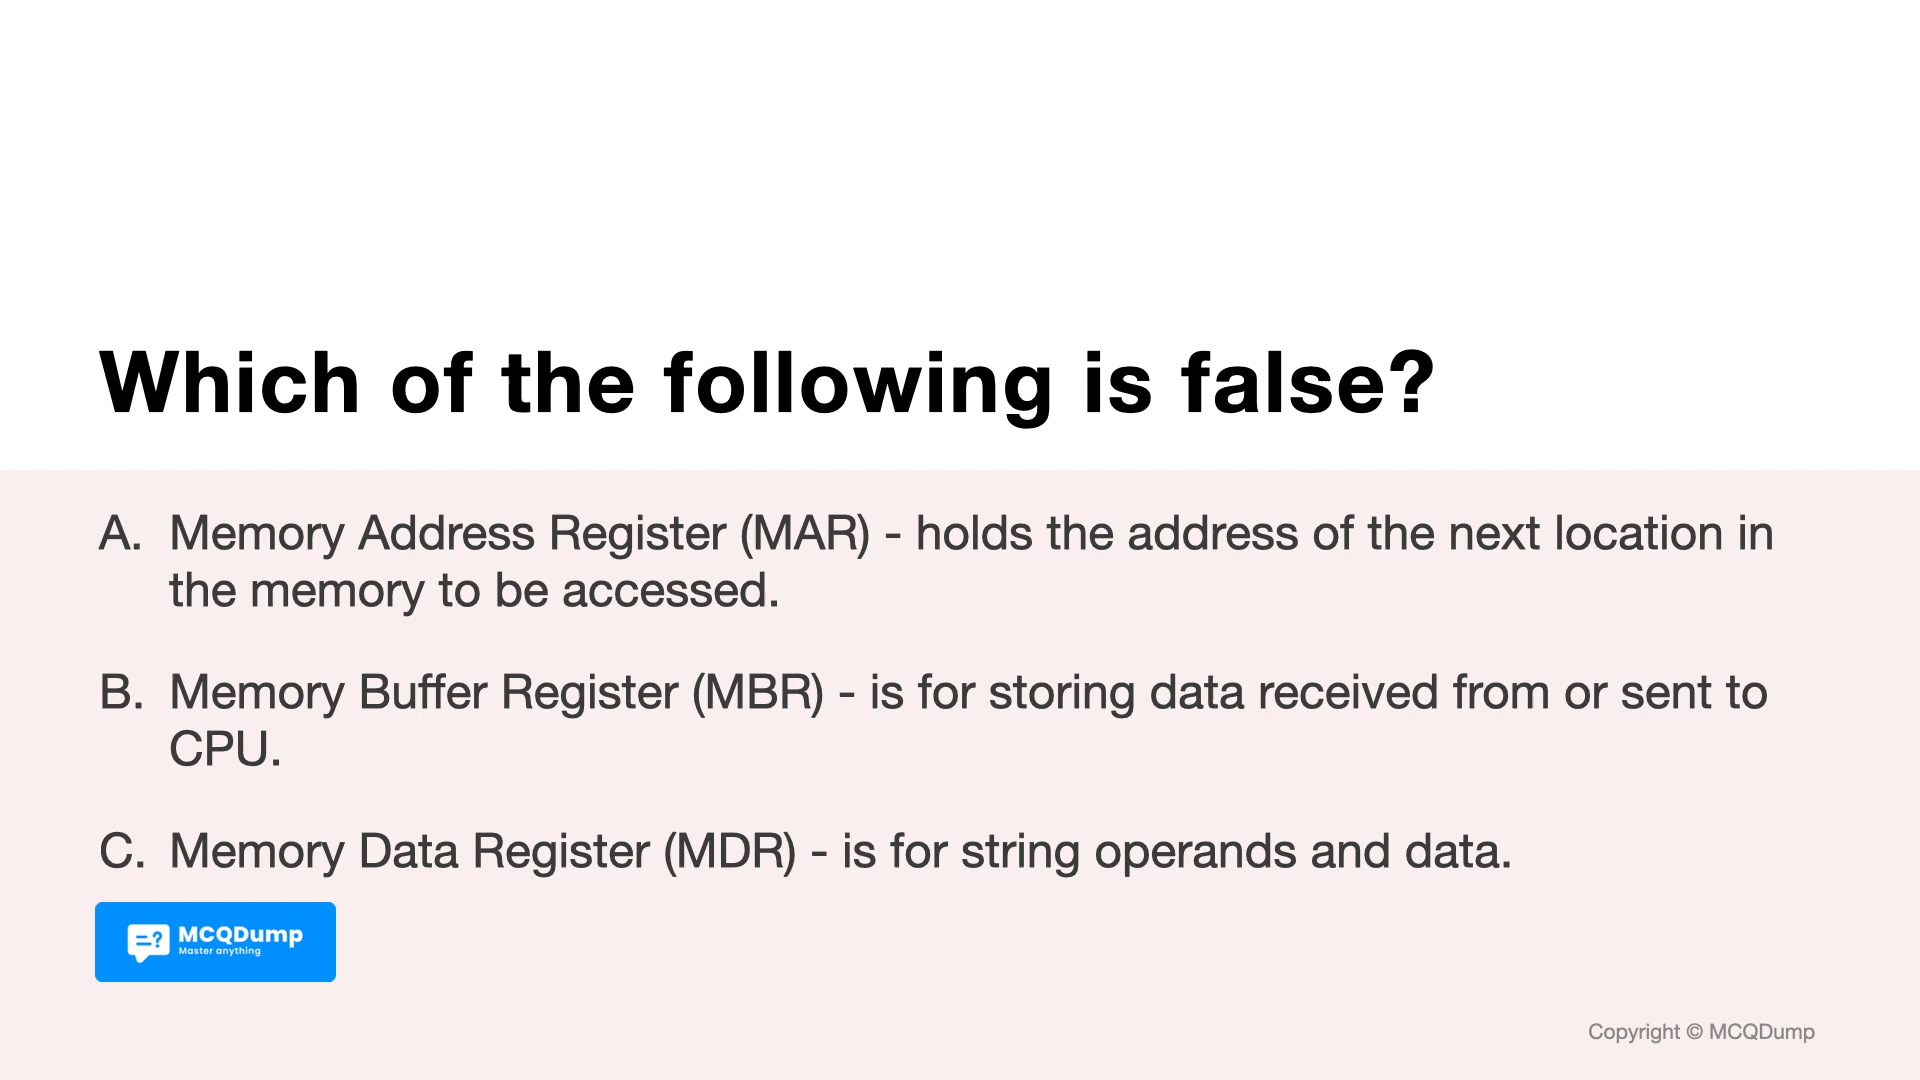 Which of the following is false?
A. Memory Address Register (MAR) - holds the address of the next location in
the memory to be accessed.
B. Memory Buffer Register (MBR) - is for storing data received from or sent to
CPU.
C. Memory Data Register (MDR) - is for string operands and data.
=? MCQDump
Master anything
Copyright © MCQDump